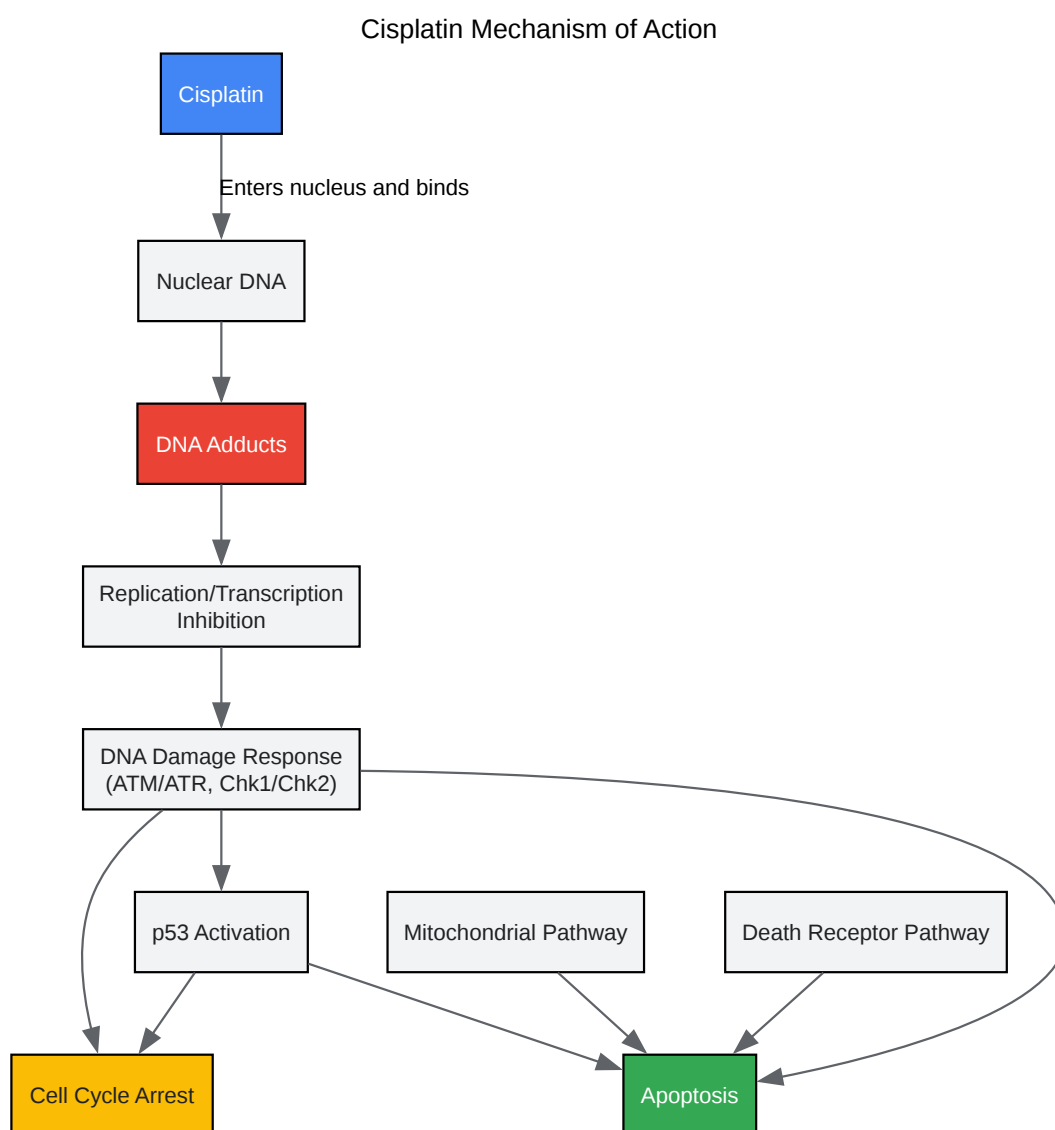 Cisplatin Mechanism of Action
Cisplatin
Enters nucleus and binds
Nuclear DNA
DNA Adducts
Replication/Transcription
Inhibition
DNA Damage Response
(ATM/ATR, Chk1/Chk2)
p53 Activation
Mitochondrial Pathway
Death Receptor Pathway
Cell Cycle Arrest
Apoptosis